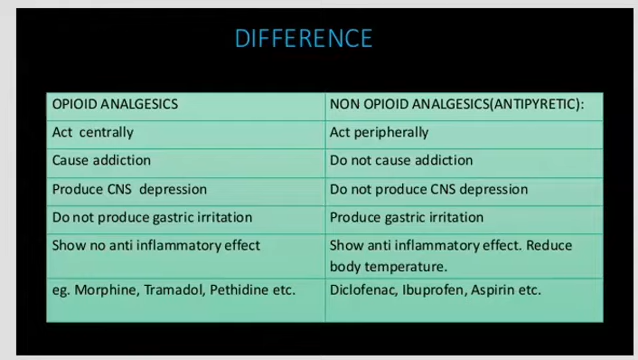 DIFFERENCE
OPIOID ANALGESICS
NON OPIOID ANALGESICS(ANTIPYRETIC):
Act centrally
Act peripherally
Cause addiction
Do not cause addiction
Produce CNS depression
Do not produce CNS depression
Do not produce gastric irritation
Produce gastric irritation
Show no anti inflammatory effect
Show anti inflammatory effect. Reduce
body temperature.
eg. Morphine, Tramadol, Pethidine etc.
Diclofenac, Ibuprofen, Aspirin etc.